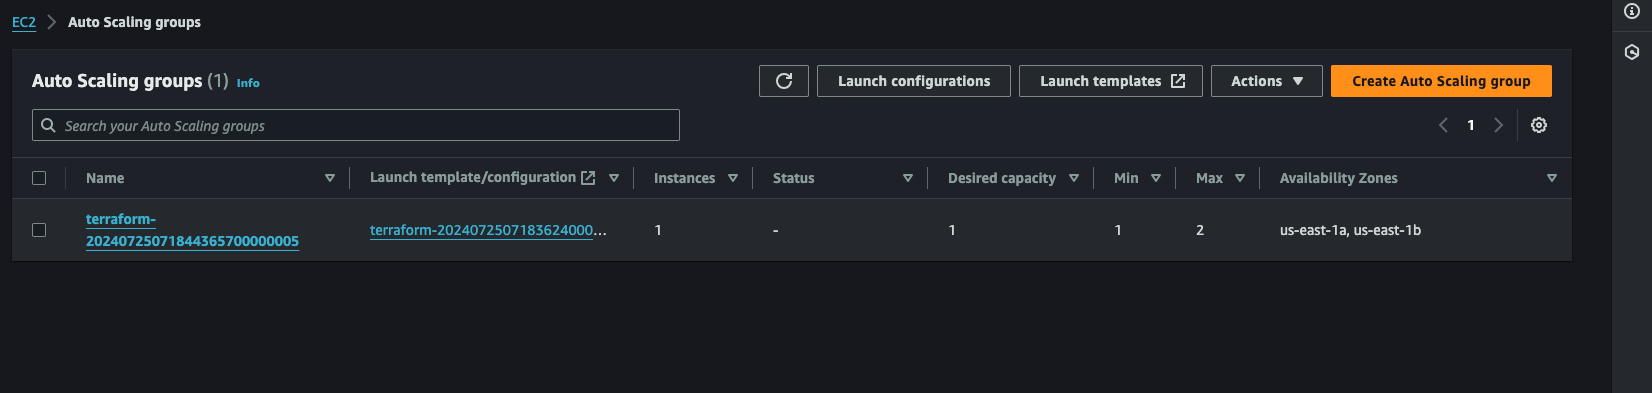 EC2 > Auto Scaling groups
Auto Scaling groups (1) Info
Launch configurations
Launch templates
Actions
Create Auto Scaling group
Search your Auto Scaling groups
1
Name Launch template/configuration Instances Status Desired capacity Min Max Availability Zones
terraform-
20240725071844365700000005
terraform-2024072507183624000... 1 - 1 1 2 us-east-1a, us-east-1b